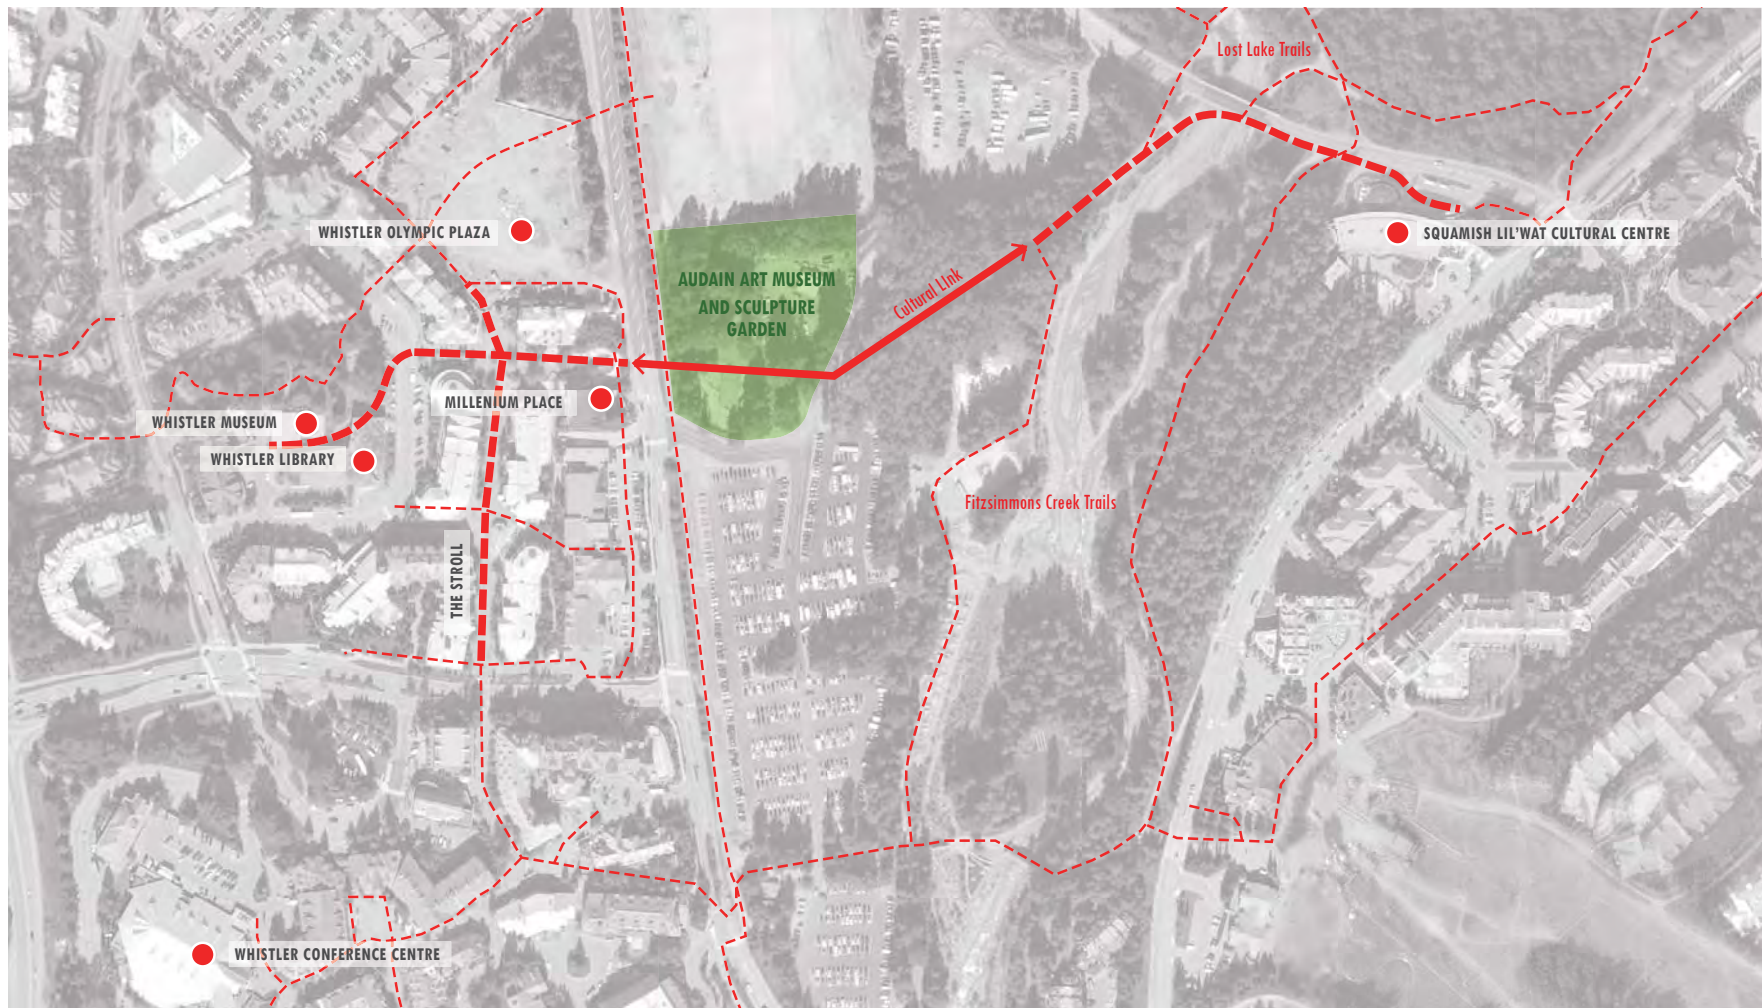 Lost Lake Trails
WHISTLER OLYMPIC PLAZA
SQUAMISH LIL'WAT CULTURAL CENTRE
AUDAIN ART MUSEUM
AND SCULPTURE
GARDEN
Cultural LInk
MILLENIUM PLACE
WHISTLER MUSEUM
WHISTLER LIBRARY
Fitzsimmons Creek Trails
THE STROLL
WHISTLER CONFERENCE CENTRE